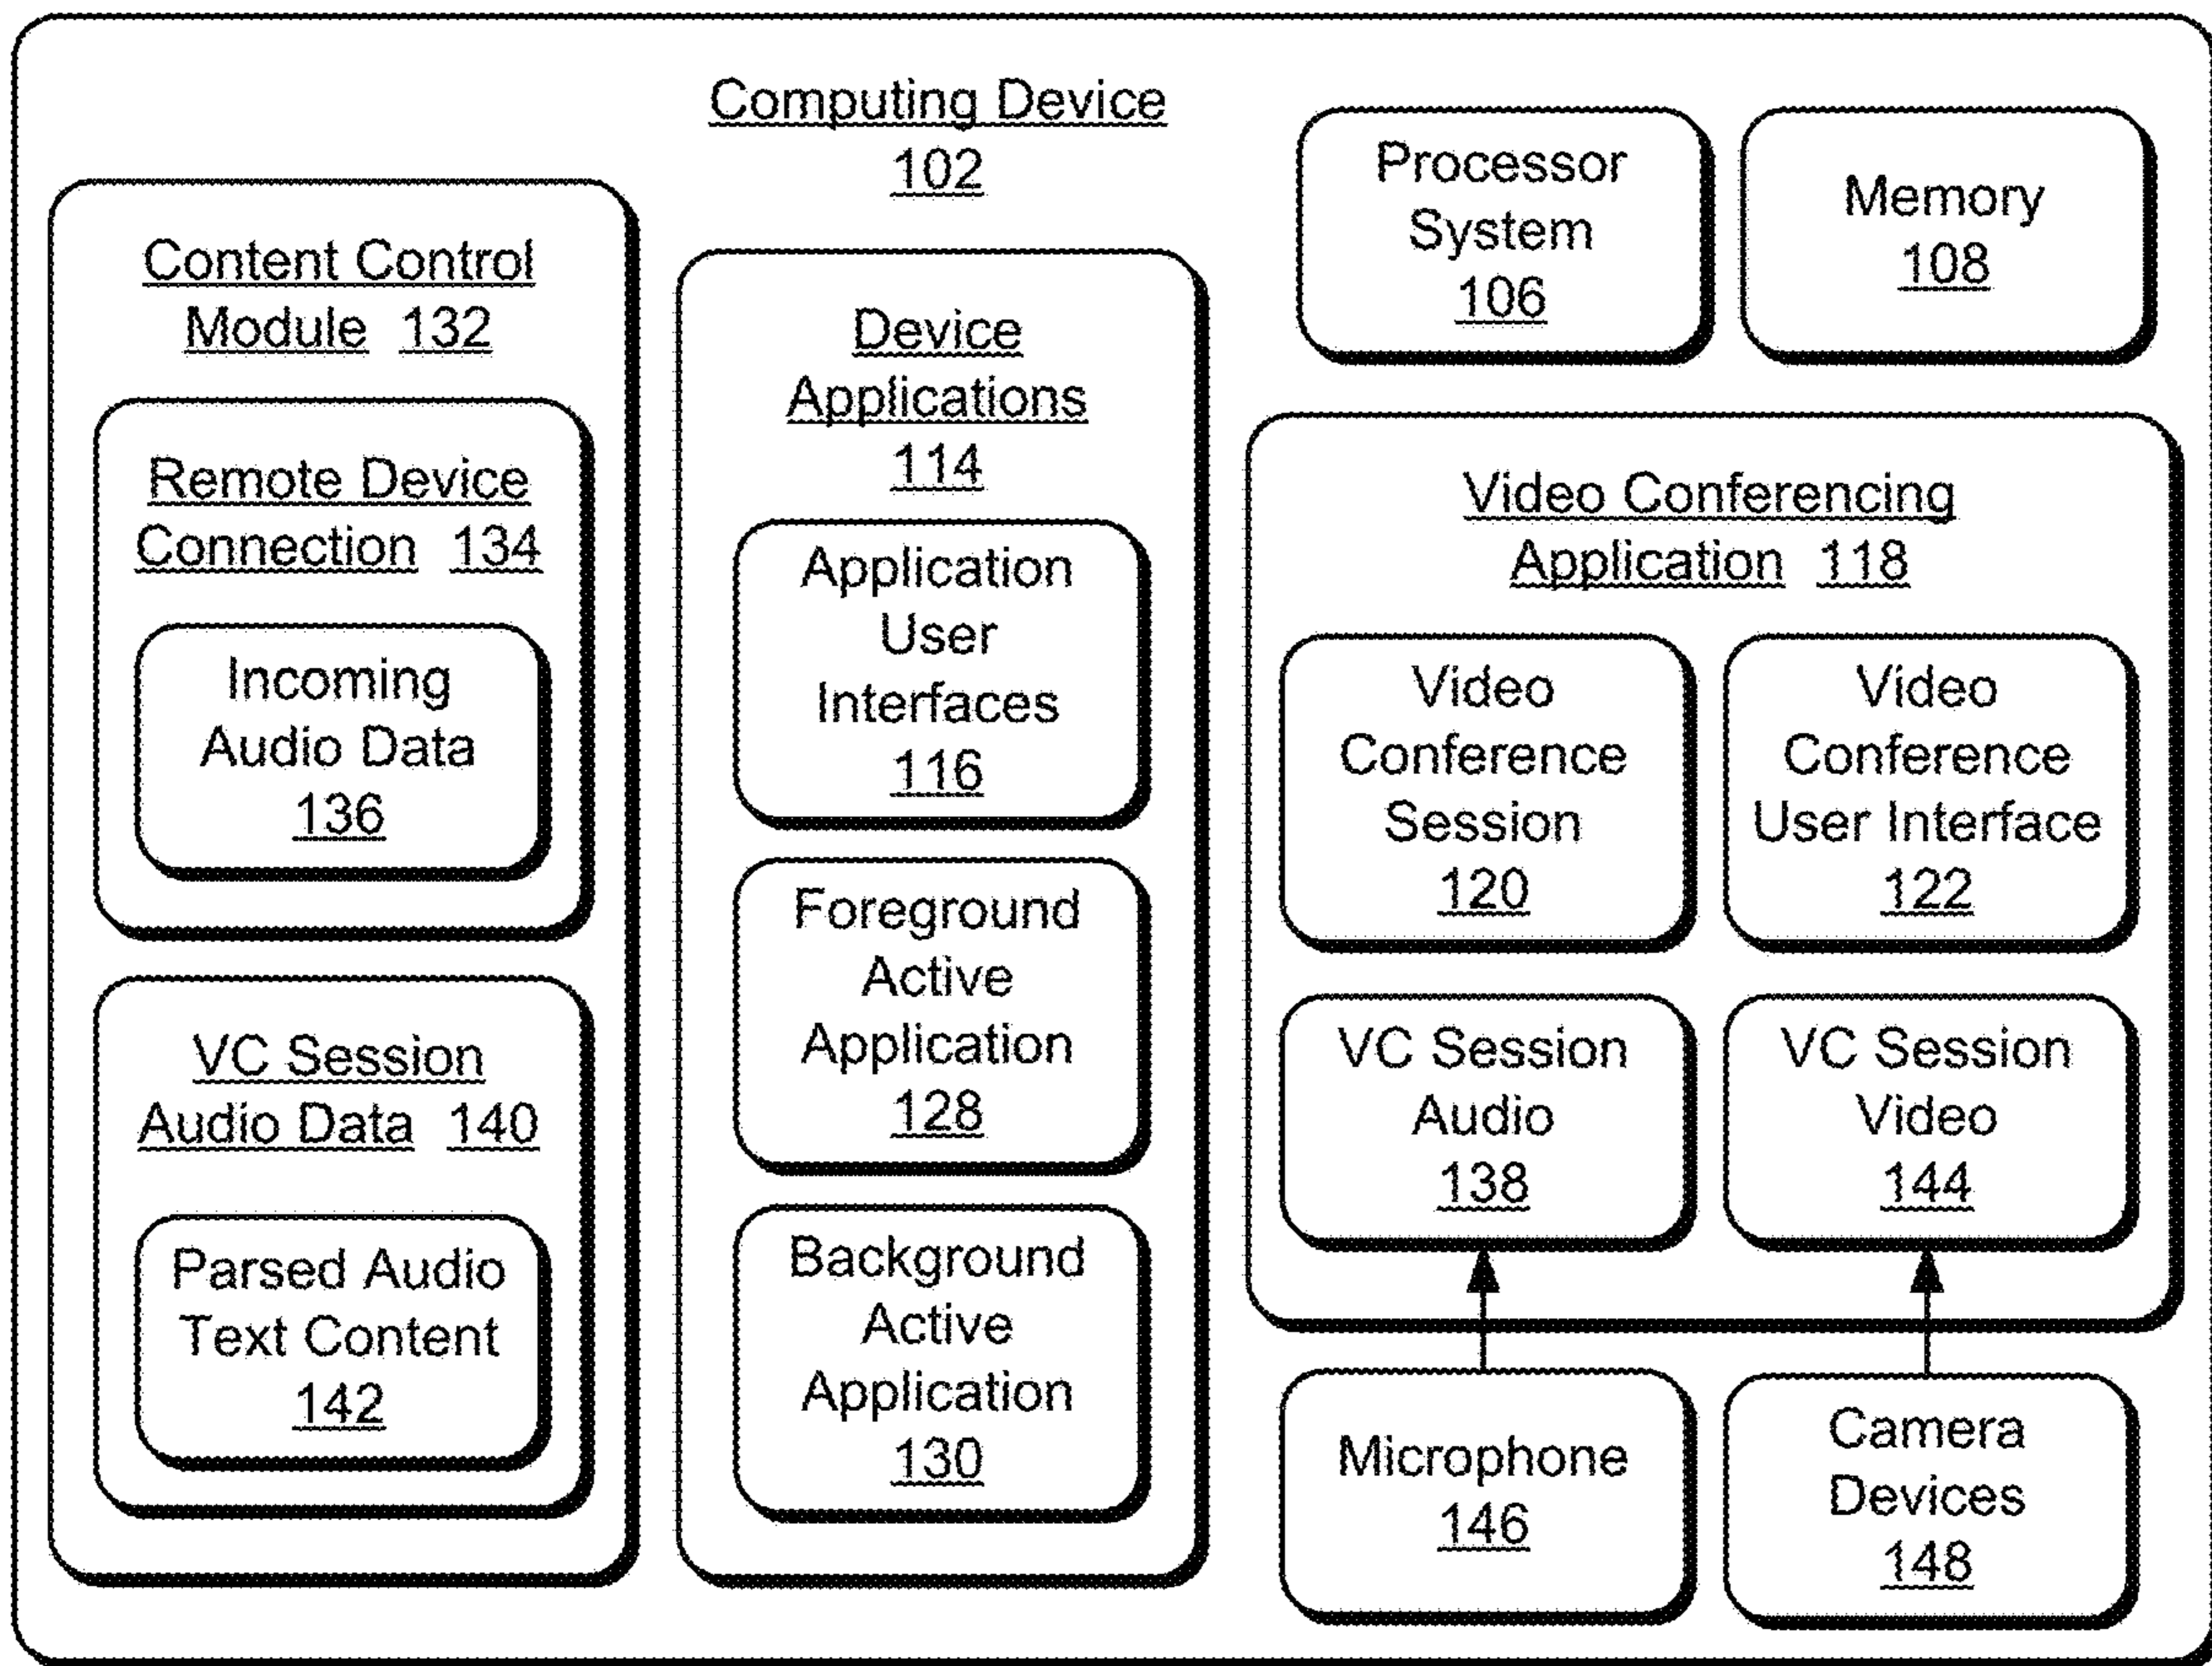 Computing Device
102
Content Control
Module 132
Remote Device
Connection 134
Incoming
Audio Data
136
VC Session
Audio Data 140
Parsed Audio
Text Content
142
Device
Applications
114
Application
User
Interfaces
116
Foreground
Active
Application
128
Background
Active
Application
130
Processor
System
106
Memory
108
Video Conferencing
Application 118
Video
Conference
Session
120
Video
Conference
User Interface
122
VC Session
Audio
138
VC Session
Video
144
Microphone
146
Camera
Devices
148